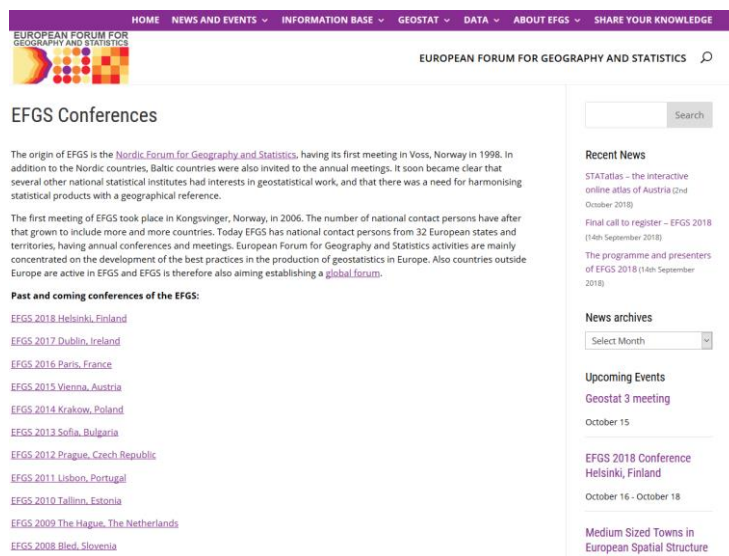 HOME NEWS AND EVENTS INFORMATION BASE GEOSTAT DATA ABOUT EFGS SHARE YOUR KNOWLEDGE
EUROPEAN FORUM FOR
GEOGRAPHY AND STATISTICS
EUROPEAN FORUM FOR GEOGRAPHY AND STATISTICS
EFGS Conferences
The origin of EFGS is the Nordic Forum for Geography and Statistics, having its first meeting in Voss, Norway in 1998. In
addition to the Nordic countries, Baltic countries were also invited to the annual meetings. It soon became clear that
several other national statistical institutes had interests in geostatistical work, and that there was a need for harmonising
statistical products with a geographical reference.
The first meeting of EFGS took place in Kongsvinger, Norway, in 2006. The number of national contact persons have after
that grown to include more and more countries. Today EFGS has national contact persons from 32 European states and
territories, having annual conferences and meetings. European Forum for Geography and Statistics activities are mainly
concentrated on the development of the best practices in the production of geostatistics in Europe. Also countries outside
Europe are active in EFGS and EFGS is therefore also aiming establishing a global forum.
Past and coming conferences of the EFGS:
EFGS 2018 Helsinki, Finland
EFGS 2017 Dublin, Ireland
EFGS 2016 Paris, France
EFGS 2015 Vienna, Austria
EFGS 2014 Krakow, Poland
EFGS 2013 Sofia, Bulgaria
EFGS 2012 Prague, Czech Republic
EFGS 2011 Lisbon, Portugal
EFGS 2010 Tallinn, Estonia
EFGS 2009 The Hague, The Netherlands
EFGS 2008 Bled, Slovenia
Search
Recent News
STATatlas – the interactive
online atlas of Austria (2nd
October 2018)
Final call to register – EFGS 2018
(14th September 2018)
The programme and presenters
of EFGS 2018 (14th September
2018)
News archives
Select Month
Upcoming Events
Geostat 3 meeting
October 15
EFGS 2018 Conference
Helsinki, Finland
October 16 - October 18
Medium Sized Towns in
European Spatial Structure